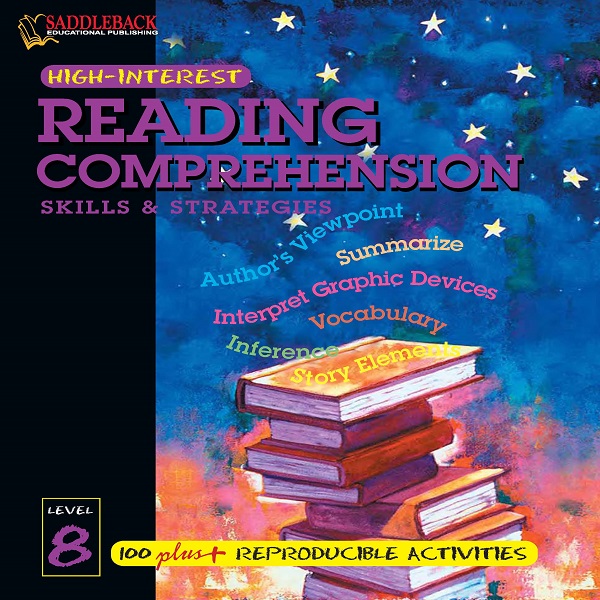 SADDLEBACK
EDUCATIONAL PUBLISHING
HIGH-INTEREST
READING
COMPREHENSION
SKILLS & STRATEGIES
Author's Viewpoint
Summarize
Interpret Graphic Devices
Vocabulary
Inference
Story Elements
LEVEL
8
100 plus+ REPRODUCIBLE ACTIVITIES